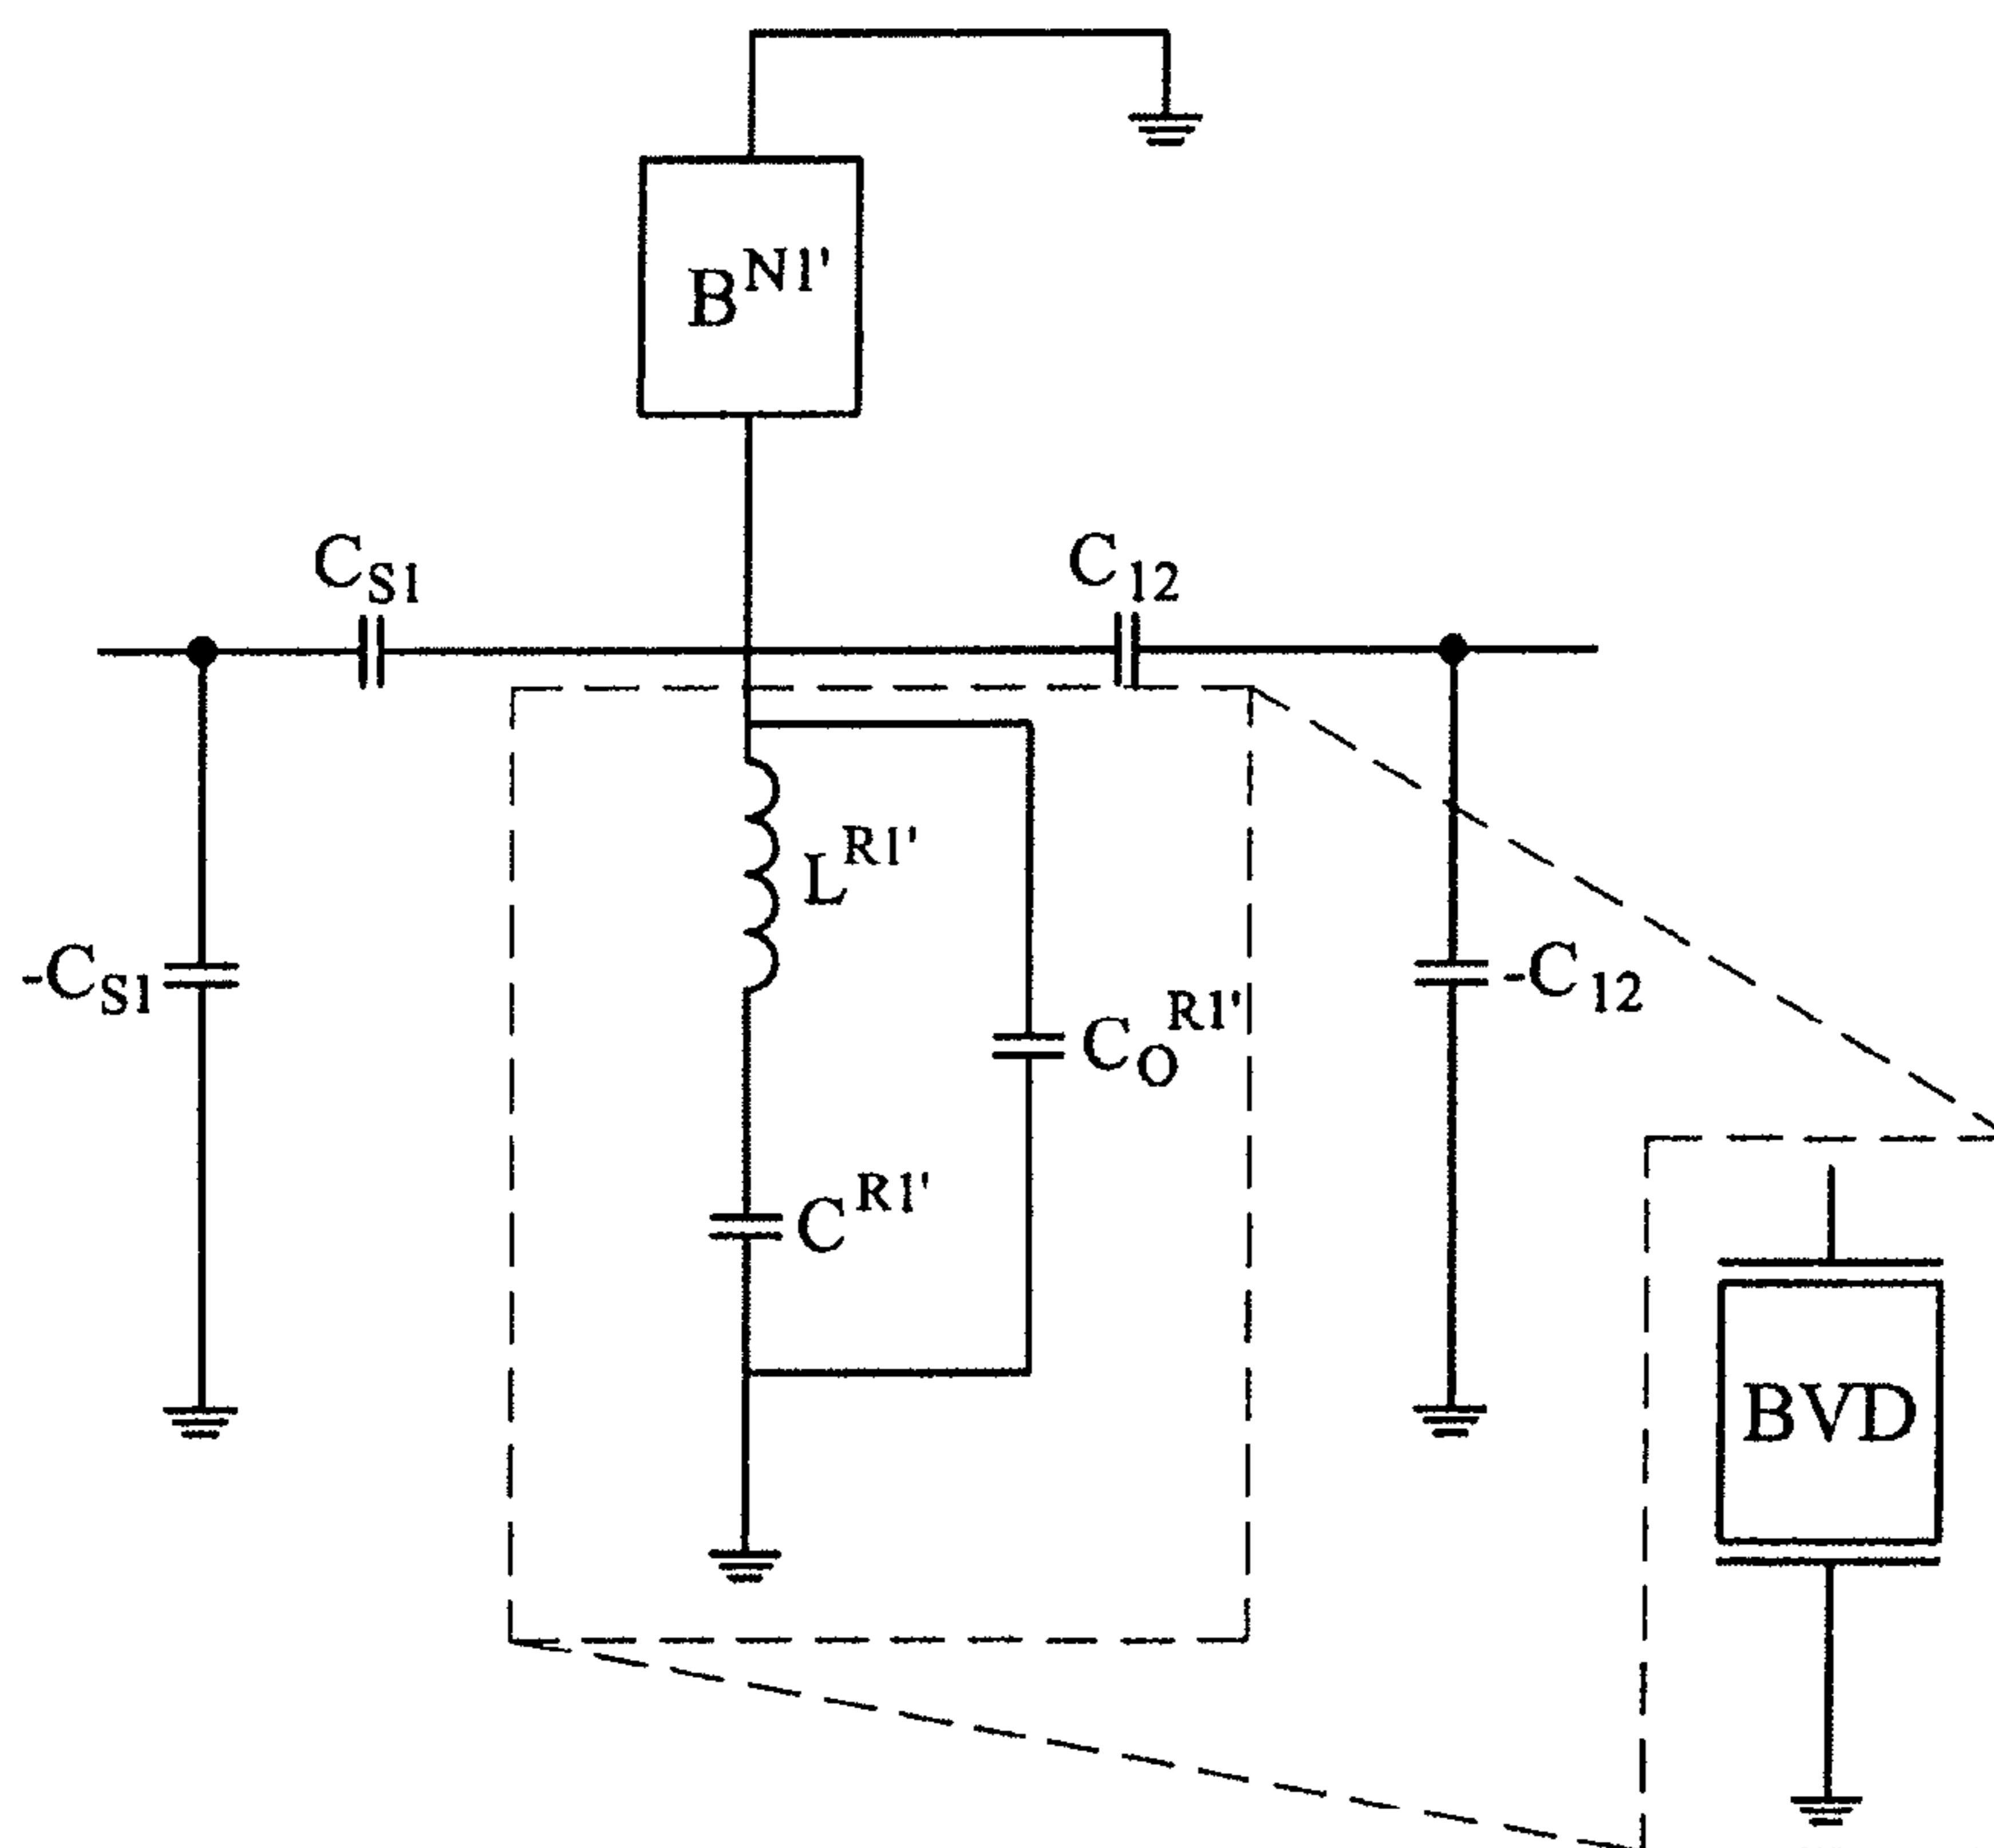 B^N1'
C_S1
C_12
L^R1'
-C_S1
-C_12
C_O^R1'
C^R1'
BVD